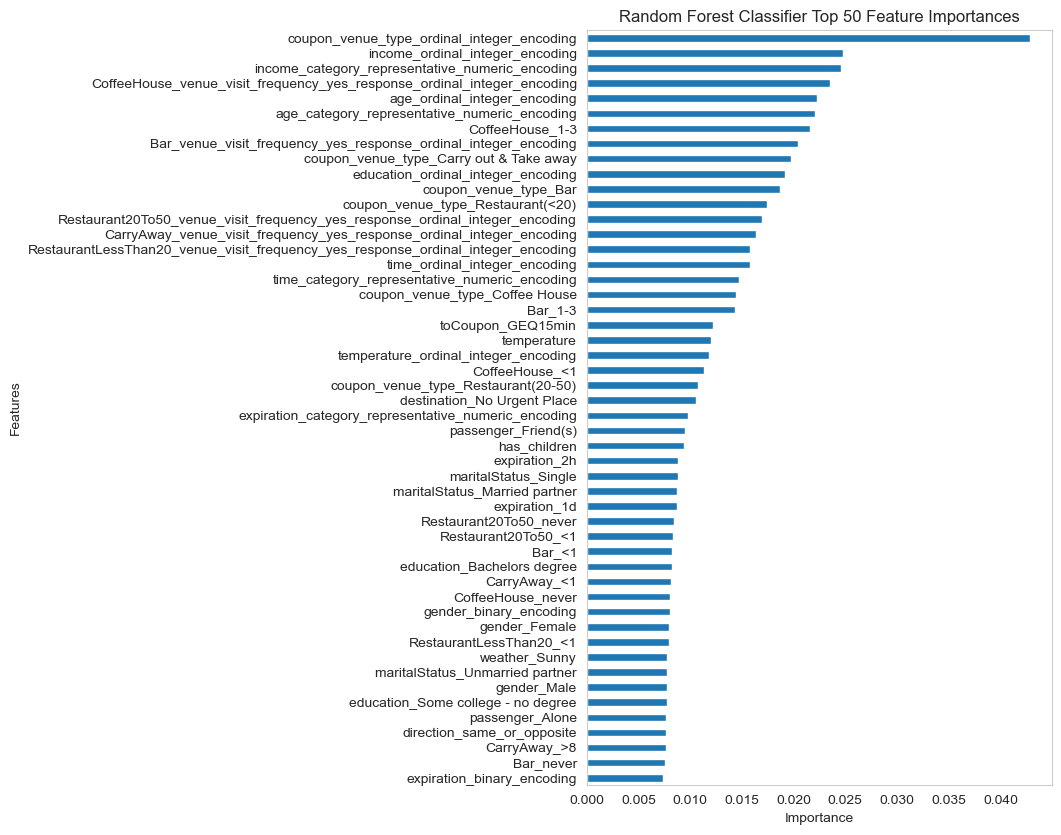 Random Forest Classifier Top 50 Feature Importances
coupon_venue_type_ordinal_integer_encoding
income_ordinal_integer_encoding
income_category_representative_numeric_encoding
CoffeeHouse_venue_visit_frequency_yes_response_ordinal_integer_encoding
age_ordinal_integer_encoding
age_category_representative_numeric_encoding
CoffeeHouse_1-3
Bar_venue_visit_frequency_yes_response_ordinal_integer_encoding
coupon_venue_type_Carry out & Take away
education_ordinal_integer_encoding
coupon_venue_type_Bar
coupon_venue_type_Restaurant(<20)
Restaurant20To50_venue_visit_frequency_yes_response_ordinal_integer_encoding
CarryAway_venue_visit_frequency_yes_response_ordinal_integer_encoding
RestaurantLessThan20_venue_visit_frequency_yes_response_ordinal_integer_encoding
time_ordinal_integer_encoding
time_category_representative_numeric_encoding
coupon_venue_type_Coffee House
Bar_1-3
toCoupon_GEQ15min
temperature
temperature_ordinal_integer_encoding
CoffeeHouse_<1
coupon_venue_type_Restaurant(20-50)
destination_No Urgent Place
expiration_category_representative_numeric_encoding
passenger_Friend(s)
has_children
expiration_2h
maritalStatus_Single
maritalStatus_Married partner
expiration_1d
Restaurant20To50_never
Restaurant20To50_<1
Bar_<1
education_Bachelors degree
CarryAway_<1
CoffeeHouse_never
gender_binary_encoding
gender_Female
RestaurantLessThan20_<1
weather_Sunny
maritalStatus_Unmarried partner
gender_Male
education_Some college - no degree
passenger_Alone
direction_same_or_opposite
CarryAway_>8
Bar_never
expiration_binary_encoding
Features
0.000 0.005 0.010 0.015 0.020 0.025 0.030 0.035 0.040
Importance